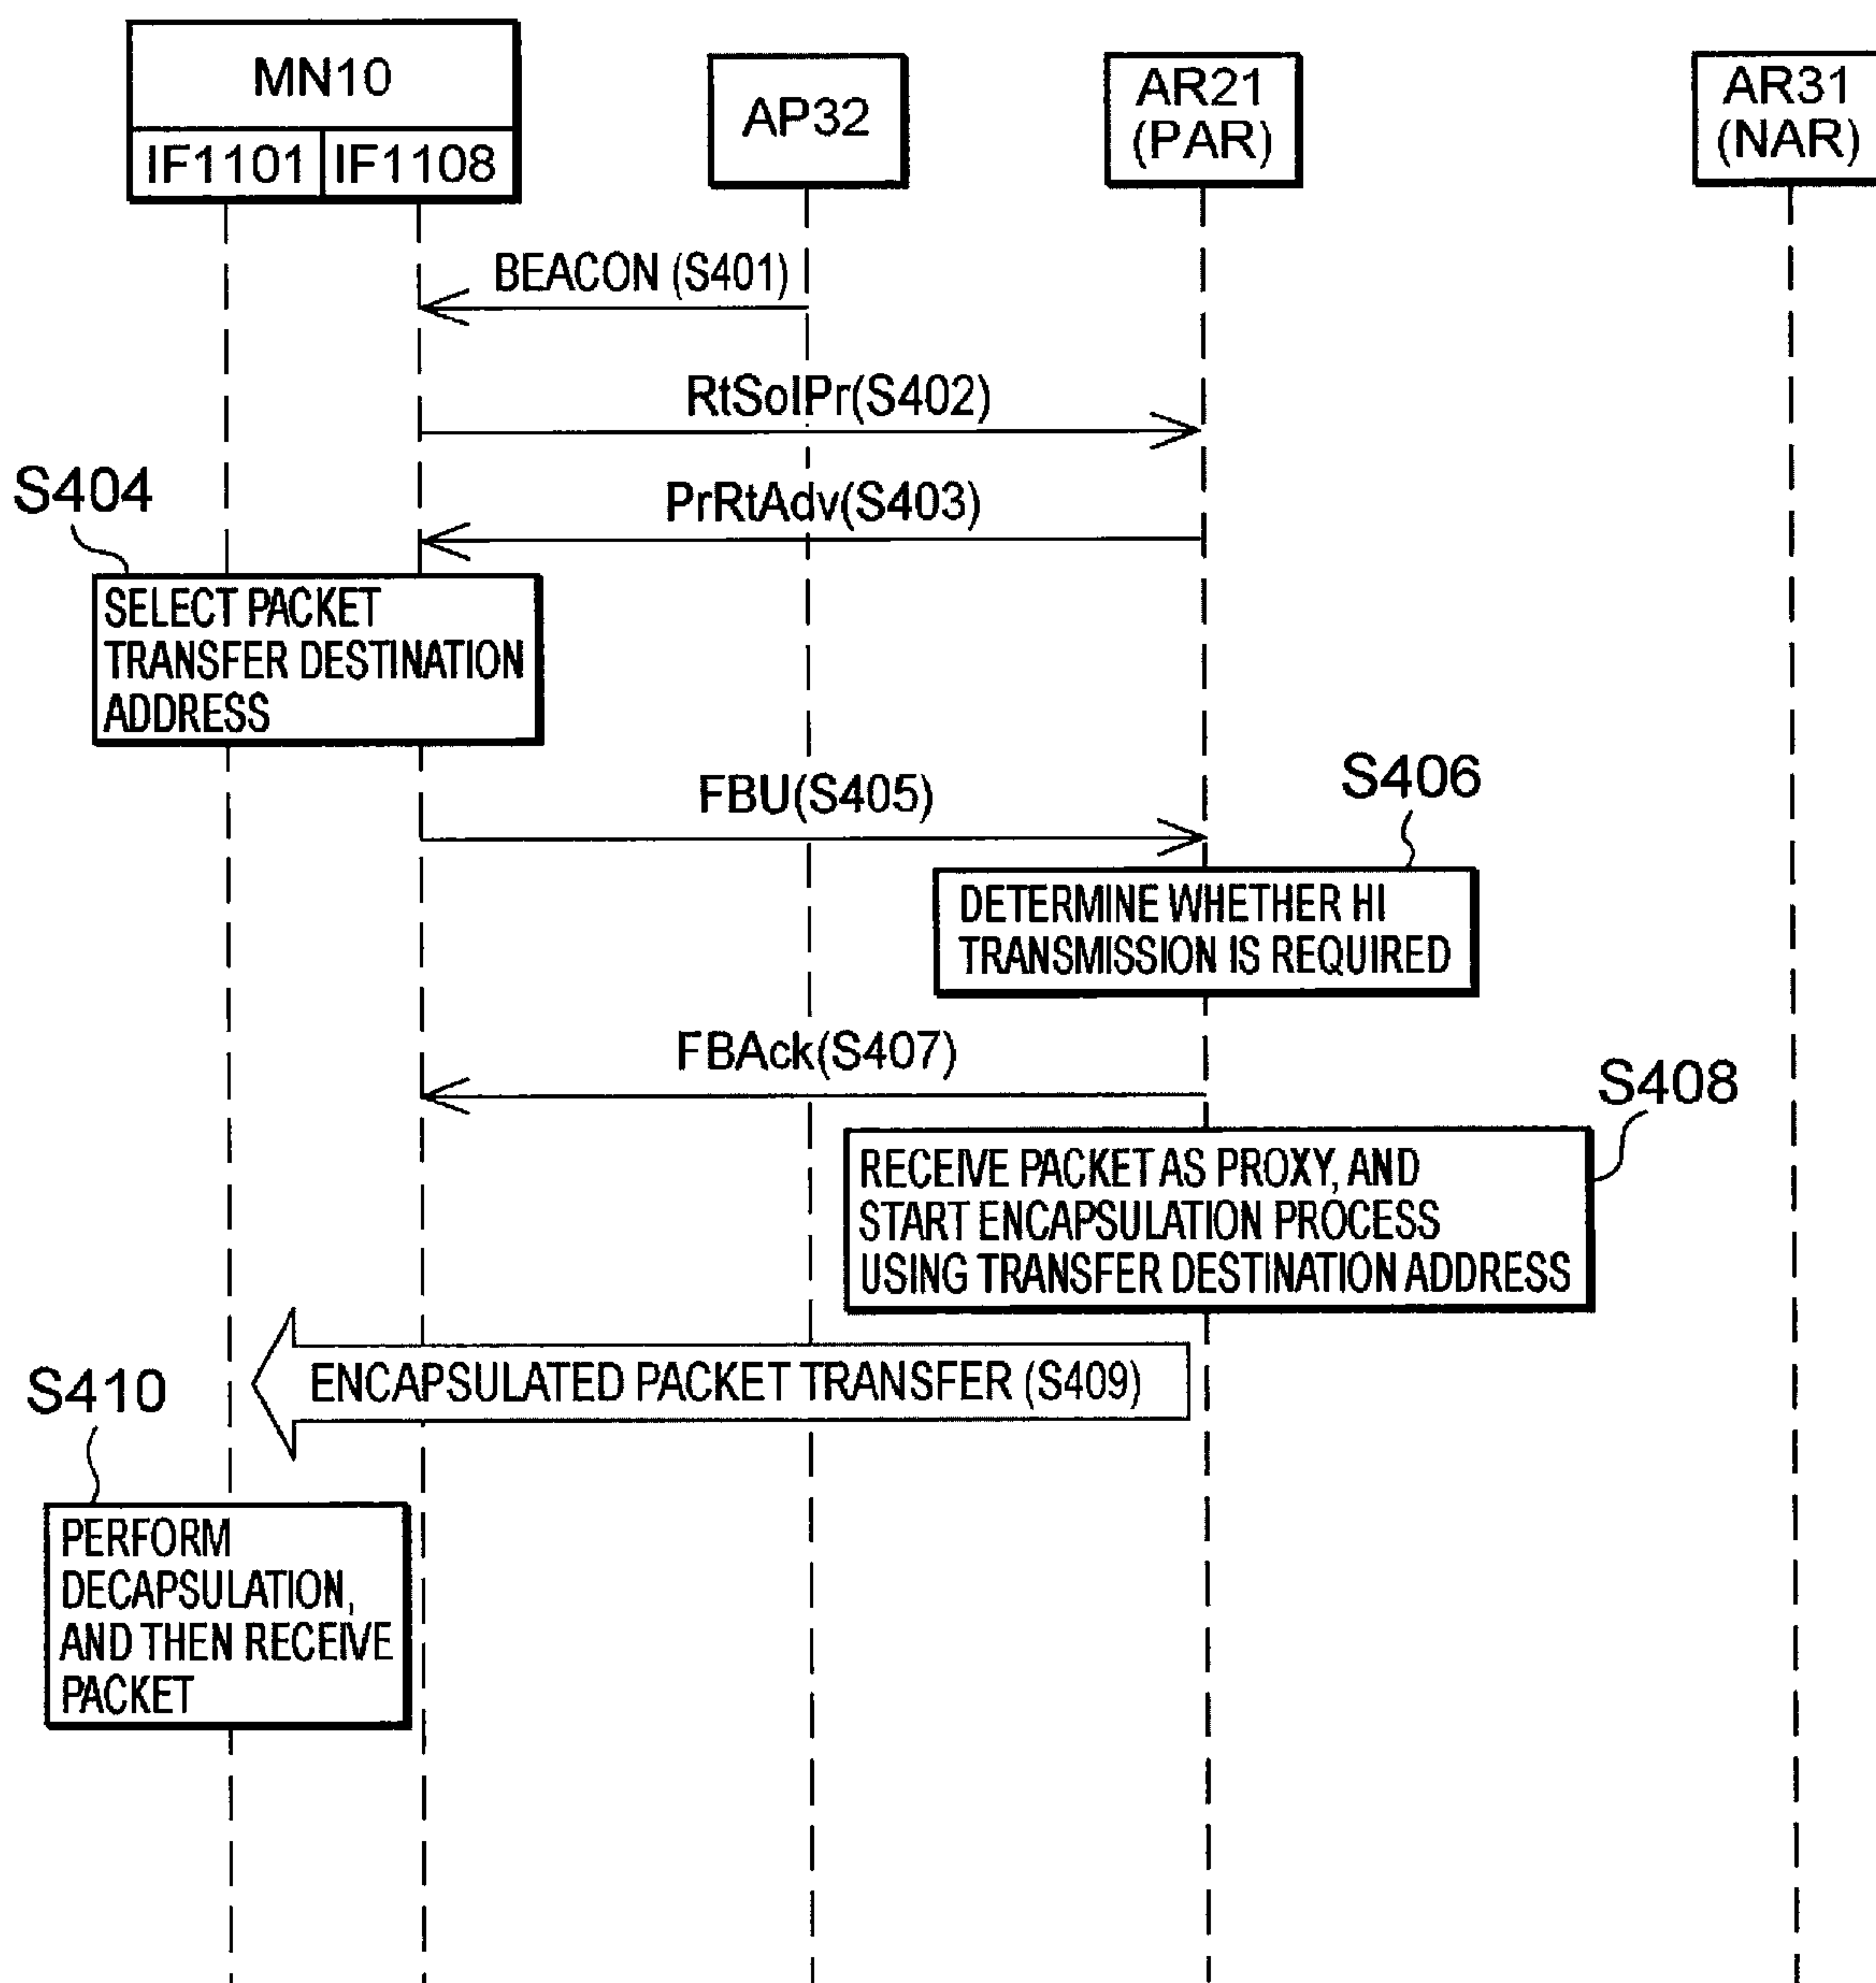 MN10
IF1101 IF1108
AP32
AR21
(PAR)
AR31
(NAR)
BEACON (S401)
RtSolPr(S402)
PrRtAdv(S403)
S404
SELECT PACKET
TRANSFER DESTINATION
ADDRESS
FBU(S405)
S406
DETERMINE WHETHER HI
TRANSMISSION IS REQUIRED
FBAck(S407)
S408
RECEIVE PACKET AS PROXY, AND
START ENCAPSULATION PROCESS
USING TRANSFER DESTINATION ADDRESS
ENCAPSULATED PACKET TRANSFER (S409)
S410
PERFORM
DECAPSULATION,
AND THEN RECEIVE
PACKET